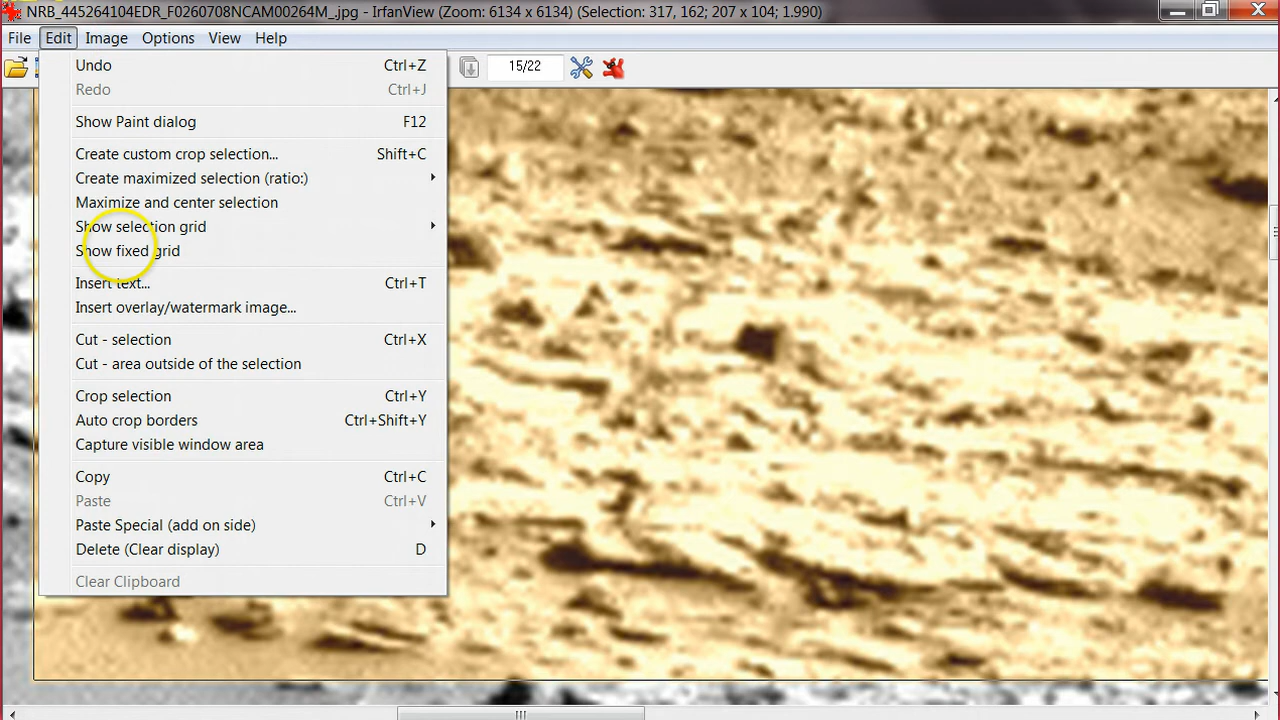 NRB_445264104EDR_F0260708NCAM00264M_.jpg - IrfanView (Zoom: 6134 x 6134) (Selection: 317, 162; 207 x 104; 1.990)
File Edit Image Options View Help
15/22
Undo Ctrl+Z
Redo Ctrl+J
Show Paint dialog F12
Create custom crop selection... Shift+C
Create maximized selection (ratio:)
Maximize and center selection
Show selection grid
Show fixed grid
Insert text... Ctrl+T
Insert overlay/watermark image...
Cut - selection Ctrl+X
Cut - area outside of the selection
Crop selection Ctrl+Y
Auto crop borders Ctrl+Shift+Y
Capture visible window area
Copy Ctrl+C
Paste Ctrl+V
Paste Special (add on side)
Delete (Clear display) D
Clear Clipboard